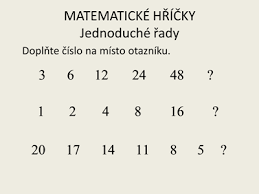 MATEMATICKÉ HŘÍČKY
Jednoduché řady
Doplňte číslo na místo otazníku.
3 6 12 24 48 ?
1 2 4 8 16 ?
20 17 14 11 8 5 ?